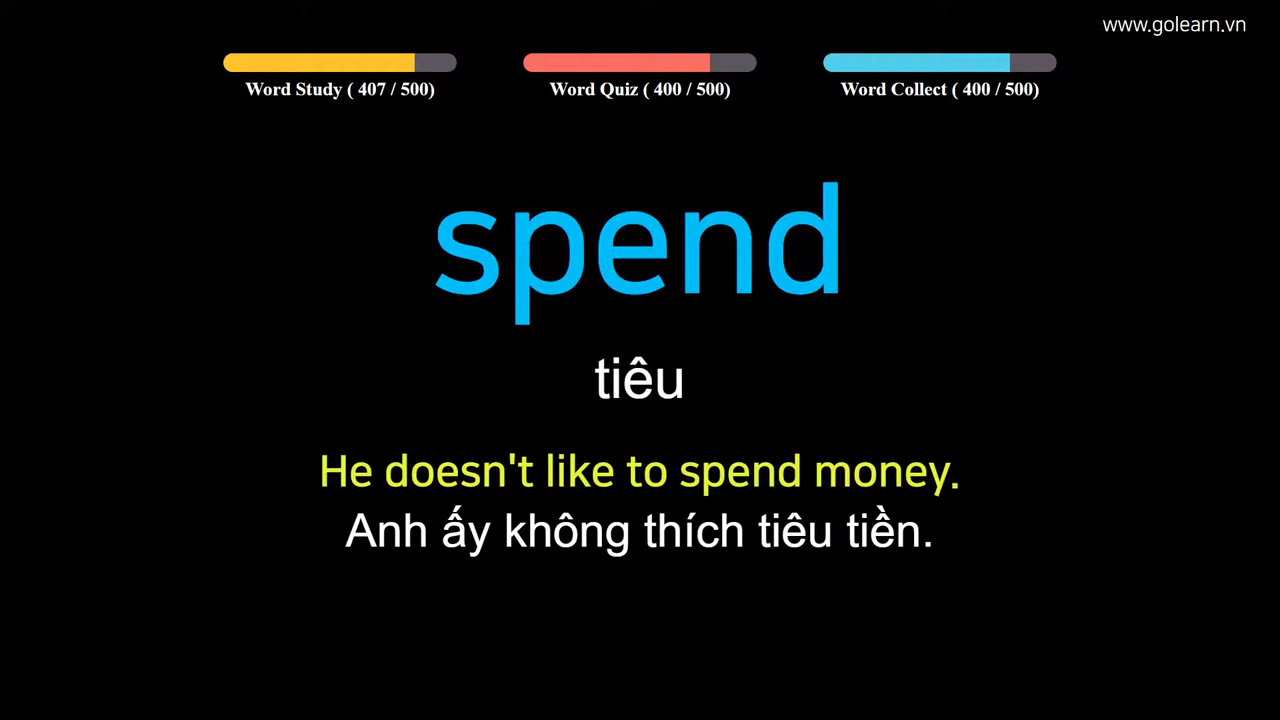 www.golearn.vn
Word Study ( 407 / 500)
Word Quiz ( 400 / 500)
Word Collect ( 400 / 500)
spend
tiêu
He doesn't like to spend money.
Anh ấy không thích tiêu tiền.